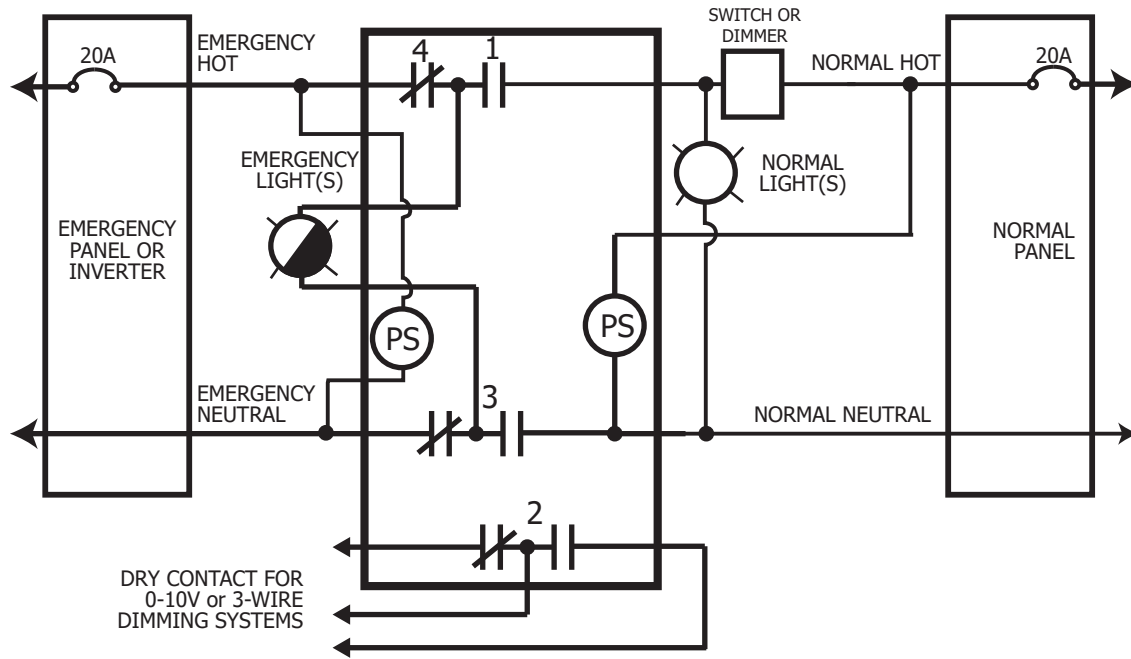 SWITCH OR
DIMMER
EMERGENCY
HOT
20A
4
1
NORMAL HOT
20A
EMERGENCY
LIGHT(S)
NORMAL
LIGHT(S)
EMERGENCY
PANEL OR
INVERTER
NORMAL
PANEL
PS
PS
EMERGENCY
NEUTRAL
3
NORMAL NEUTRAL
2
DRY CONTACT FOR
0-10V or 3-WIRE
DIMMING SYSTEMS